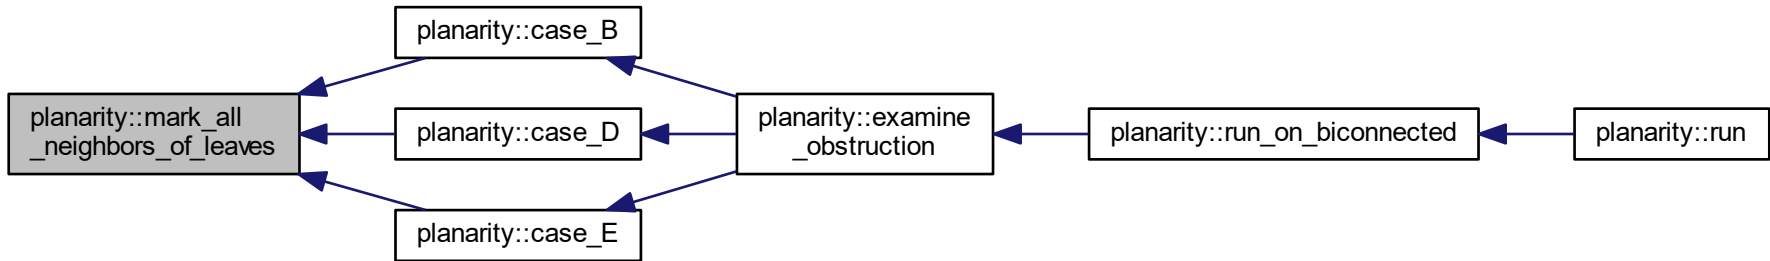 planarity::mark_all
_neighbors_of_leaves
planarity::case_B
planarity::case_D
planarity::case_E
planarity::examine
_obstruction
planarity::run_on_biconnected
planarity::run